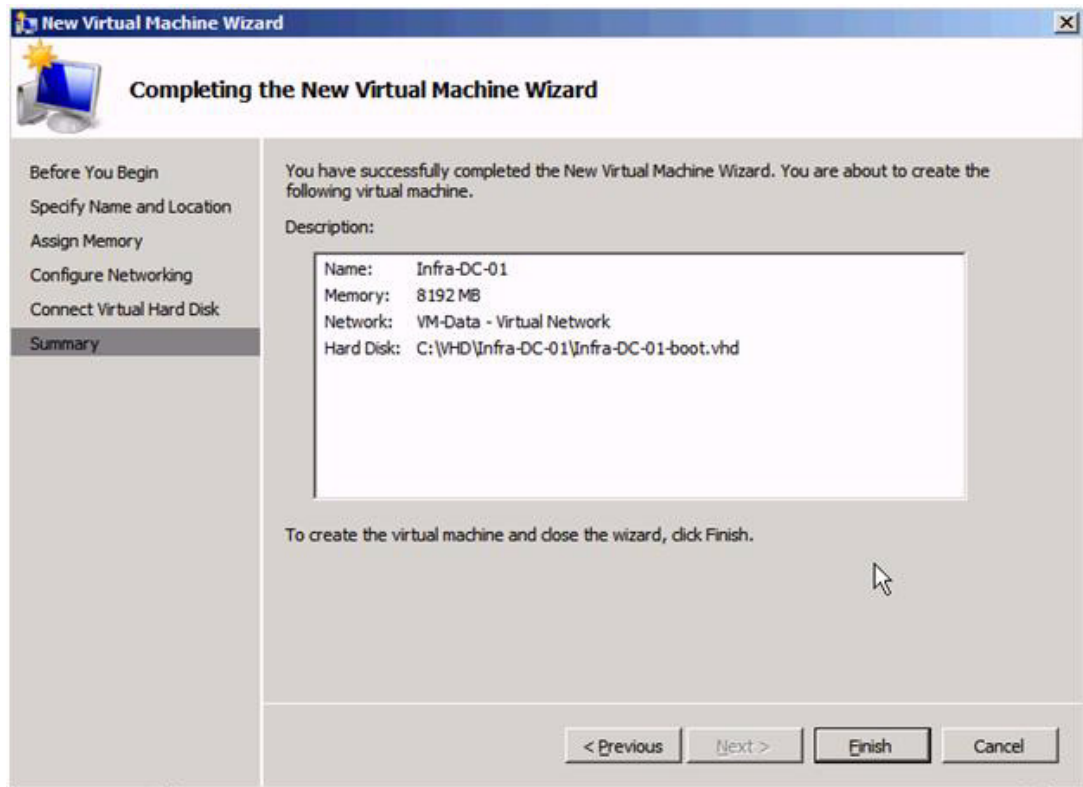 New Virtual Machine Wizard
Completing the New Virtual Machine Wizard
Before You Begin
Specify Name and Location
Assign Memory
Configure Networking
Connect Virtual Hard Disk
Summary
You have successfully completed the New Virtual Machine Wizard. You are about to create the
following virtual machine.
Description:
Name: Infra-DC-01
Memory: 8192 MB
Network: VM-Data - Virtual Network
Hard Disk: C:\VHD\Infra-DC-01\Infra-DC-01-boot.vhd
To create the virtual machine and close the wizard, click Finish.
< Previous
Next >
Finish
Cancel